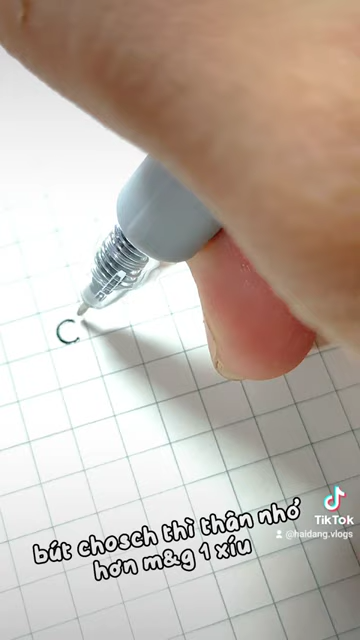 C
bút chosch thì thân nhỏ
hơn m&g 1 xíu
TikTok
@haidang.vlogs